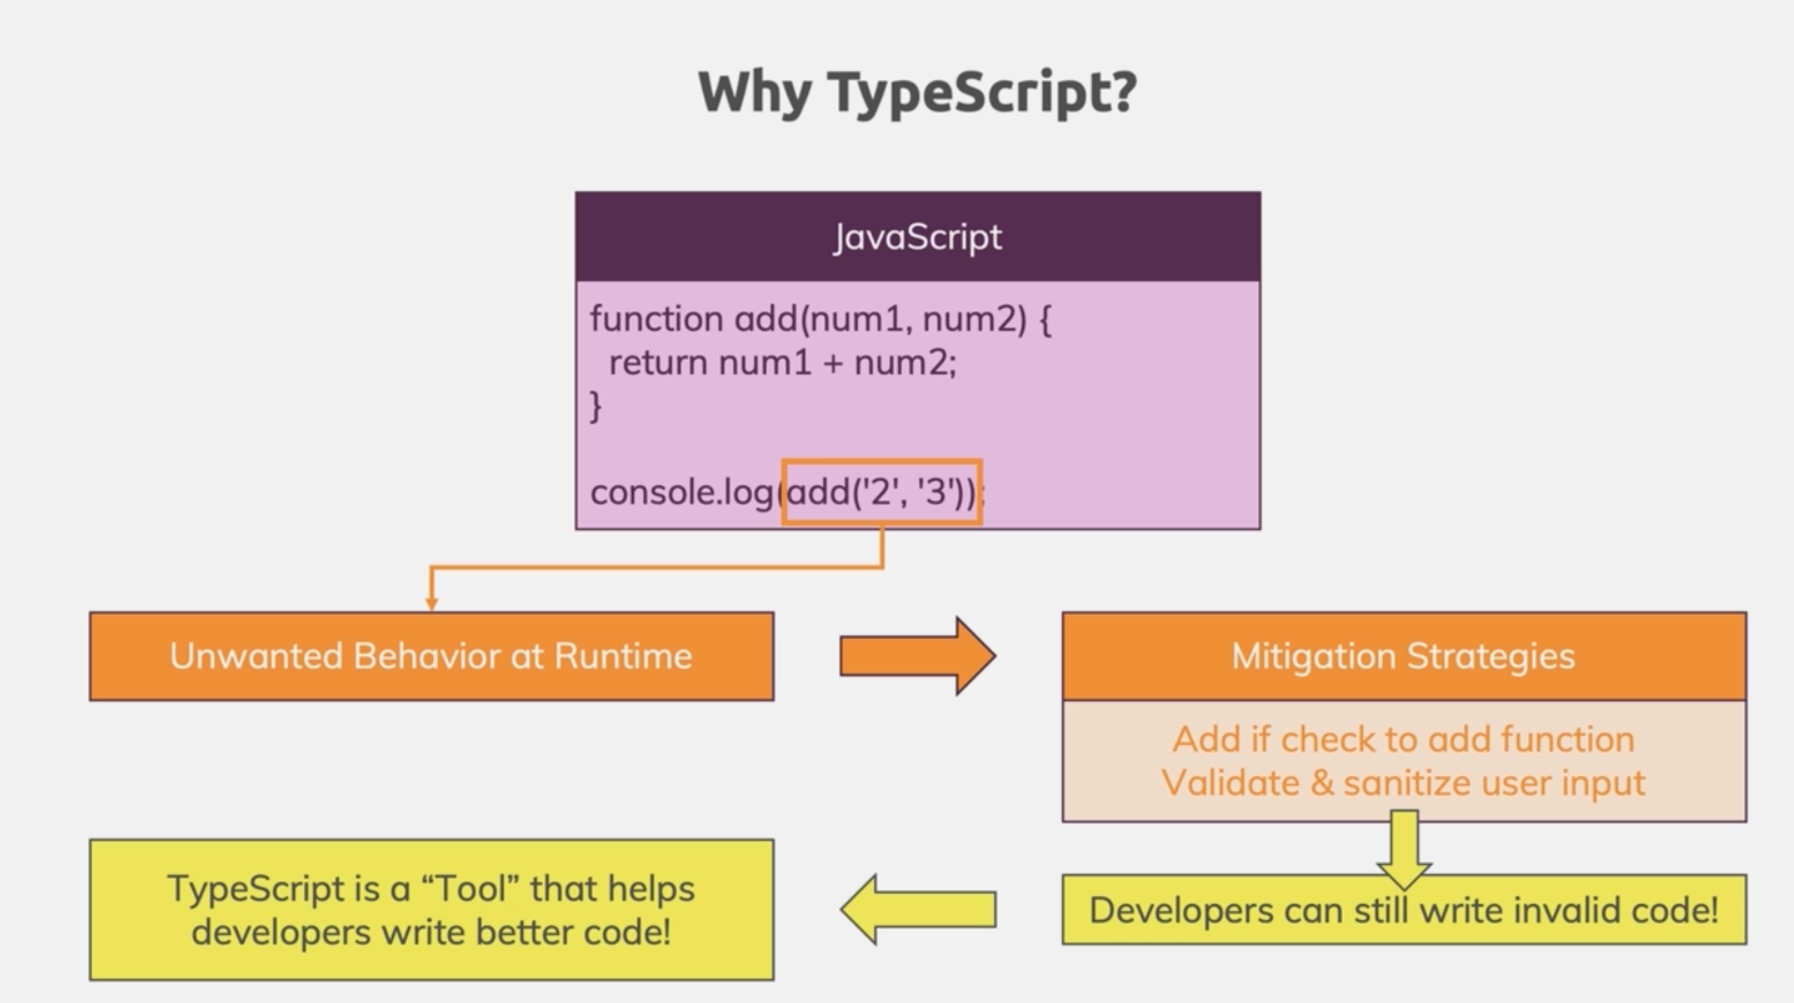 Why TypeScript?
JavaScript
function add(num1, num2) {
return num1 + num2;
}
console.log(add('2', '3'));
Unwanted Behavior at Runtime
Mitigation Strategies
Add if check to add function
Validate & sanitize user input
Developers can still write invalid code!
TypeScript is a “Tool” that helps
developers write better code!